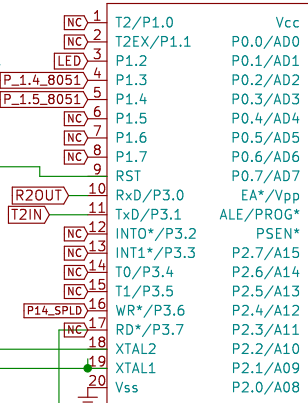 NC 1 T2/P1.0 Vcc
NC 2 T2EX/P1.1 P0.0/AD0
LED 3 P1.2 P0.1/AD1
P_1.4_8051 4 P1.3 P0.2/AD2
P_1.5_8051 5 P1.4 P0.3/AD3
NC 6 P1.5 P0.4/AD4
NC 7 P1.6 P0.5/AD5
NC 8 P1.7 P0.6/AD6
9 RST P0.7/AD7
R2OUT 10 RxD/P3.0 EA*/Vpp
T2IN 11 TxD/P3.1 ALE/PROG*
NC 12 INTO*/P3.2 PSEN*
NC 13 INT1*/P3.3 P2.7/A15
NC 14 T0/P3.4 P2.6/A14
NC 15 T1/P3.5 P2.5/A13
P14_SPLD 16 WR*/P3.6 P2.4/A12
NC 17 RD*/P3.7 P2.3/A11
18 XTAL2 P2.2/A10
19 XTAL1 P2.1/A09
20 Vss P2.0/A08